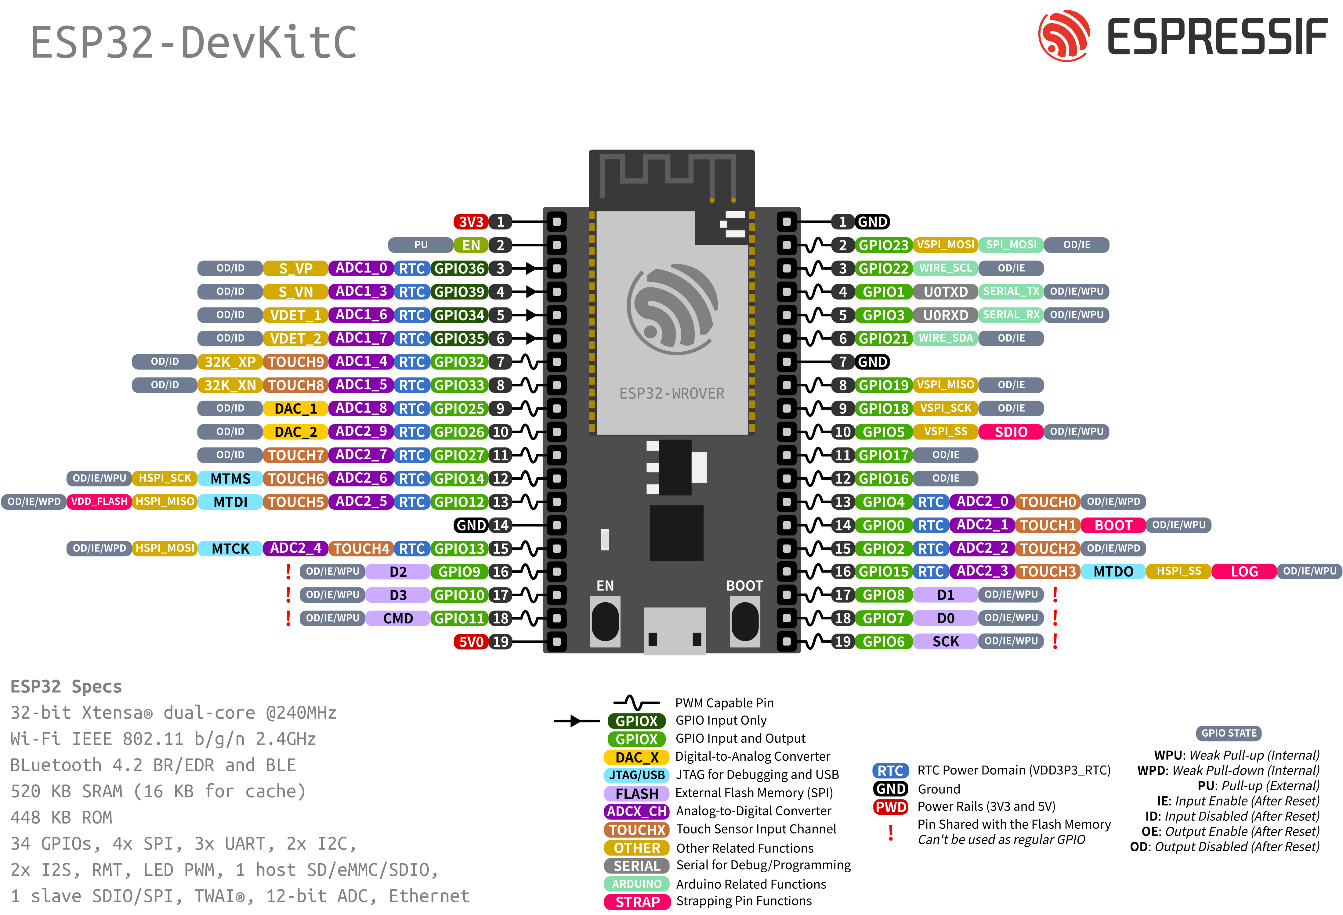 ESP32-DevKitC
ESPRESSIF
3V3 1
PU EN 2
OD/ID S_VP ADC1_0 RTC GPIO36 3
OD/ID S_VN ADC1_3 RTC GPIO39 4
OD/ID VDET_1 ADC1_6 RTC GPIO34 5
OD/ID VDET_2 ADC1_7 RTC GPIO35 6
OD/ID 32K_XP TOUCH9 ADC1_4 RTC GPIO32 7
OD/ID 32K_XN TOUCH8 ADC1_5 RTC GPIO33 8
OD/ID DAC_1 ADC1_8 RTC GPIO25 9
OD/ID DAC_2 ADC2_9 RTC GPIO26 10
OD/ID TOUCH7 ADC2_7 RTC GPIO27 11
OD/IE/WPU HSPI_SCK MTMS TOUCH6 ADC2_6 RTC GPIO14 12
OD/IE/WPD VDD_FLASH HSPI_MISO MTDI TOUCH5 ADC2_5 RTC GPIO12 13
GND 14
OD/IE/WPD HSPI_MOSI MTCK ADC2_4 TOUCH4 RTC GPIO13 15
! OD/IE/WPU D2 GPIO9 16
! OD/IE/WPU D3 GPIO10 17
! OD/IE/WPU CMD GPIO11 18
5V0 19
ESP32-WROVER
EN
BOOT
1 GND
2 GPIO23 VSPI_MOSI SPI_MOSI OD/IE
3 GPIO22 WIRE_SCL OD/IE
4 GPIO1 U0TXD SERIAL_TX OD/IE/WPU
5 GPIO3 U0RXD SERIAL_RX OD/IE/WPU
6 GPIO21 WIRE_SDA OD/IE
7 GND
8 GPIO19 VSPI_MISO OD/IE
9 GPIO18 VSPI_SCK OD/IE
10 GPIO5 VSPI_SS SDIO OD/IE/WPU
11 GPIO17 OD/IE
12 GPIO16 OD/IE
13 GPIO4 RTC ADC2_0 TOUCH0 OD/IE/WPD
14 GPIO0 RTC ADC2_1 TOUCH1 BOOT OD/IE/WPU
15 GPIO2 RTC ADC2_2 TOUCH2 OD/IE/WPD
16 GPIO15 RTC ADC2_3 TOUCH3 MTDO HSPI_SS LOG OD/IE/WPU
17 GPIO8 D1 OD/IE/WPU !
18 GPIO7 D0 OD/IE/WPU !
19 GPIO6 SCK OD/IE/WPU !
ESP32 Specs
32-bit Xtensa® dual-core @240MHz
Wi-Fi IEEE 802.11 b/g/n 2.4GHz
BLuetooth 4.2 BR/EDR and BLE
520 KB SRAM (16 KB for cache)
448 KB ROM
34 GPIOs, 4x SPI, 3x UART, 2x I2C,
2x I2S, RMT, LED PWM, 1 host SD/eMMC/SDIO,
1 slave SDIO/SPI, TWAI®, 12-bit ADC, Ethernet
PWM Capable Pin
GPIOX GPIO Input Only
GPIOX GPIO Input and Output
DAC_X Digital-to-Analog Converter
JTAG/USB JTAG for Debugging and USB
FLASH External Flash Memory (SPI)
ADCX_CH Analog-to-Digital Converter
TOUCHX Touch Sensor Input Channel
OTHER Other Related Functions
SERIAL Serial for Debug/Programming
ARDUINO Arduino Related Functions
STRAP Strapping Pin Functions
RTC RTC Power Domain (VDD3P3_RTC)
GND Ground
PWD Power Rails (3V3 and 5V)
! Pin Shared with the Flash Memory
Can't be used as regular GPIO
GPIO STATE
WPU: Weak Pull-up (Internal)
WPD: Weak Pull-down (Internal)
PU: Pull-up (External)
IE: Input Enable (After Reset)
ID: Input Disabled (After Reset)
OE: Output Enable (After Reset)
OD: Output Disabled (After Reset)